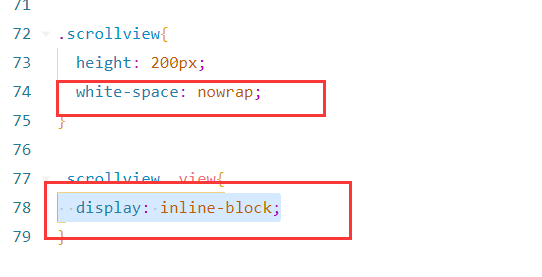 71
72 .scrollview{
73 height: 200px;
74 white-space: nowrap;
75 }
76
77 .scrollview view{
78 display: inline-block;
79 }